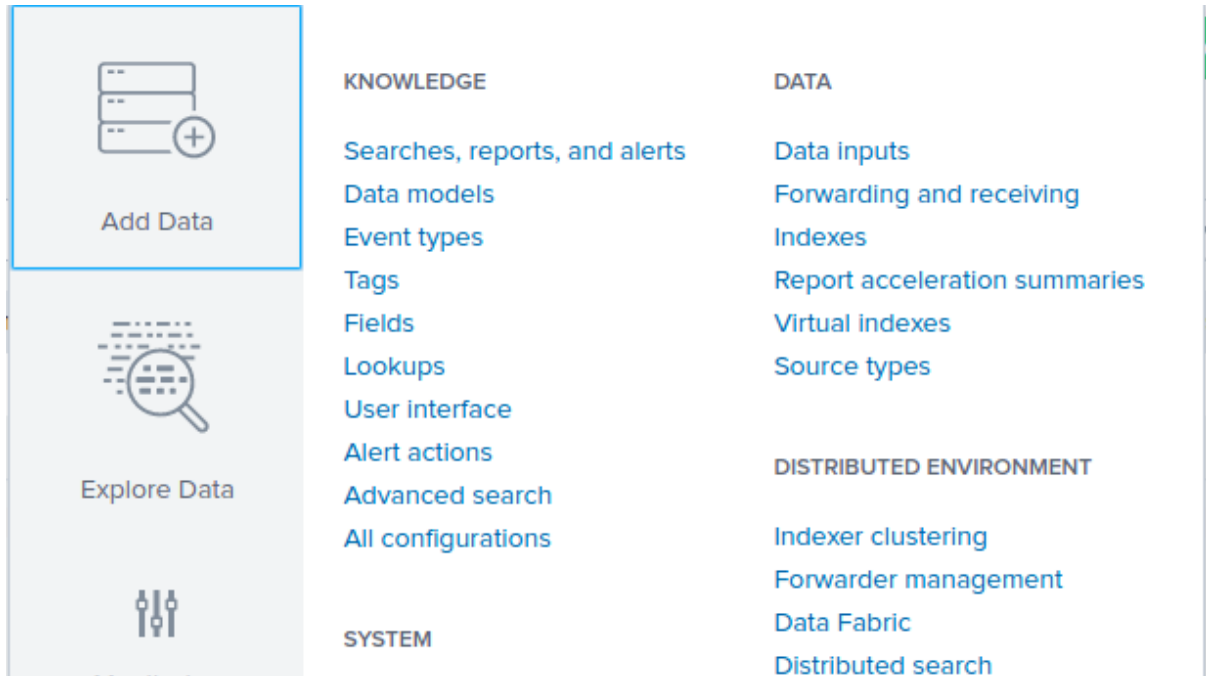 Add Data
Explore Data
KNOWLEDGE
Searches, reports, and alerts
Data models
Event types
Tags
Fields
Lookups
User interface
Alert actions
Advanced search
All configurations
SYSTEM
DATA
Data inputs
Forwarding and receiving
Indexes
Report acceleration summaries
Virtual indexes
Source types
DISTRIBUTED ENVIRONMENT
Indexer clustering
Forwarder management
Data Fabric
Distributed search